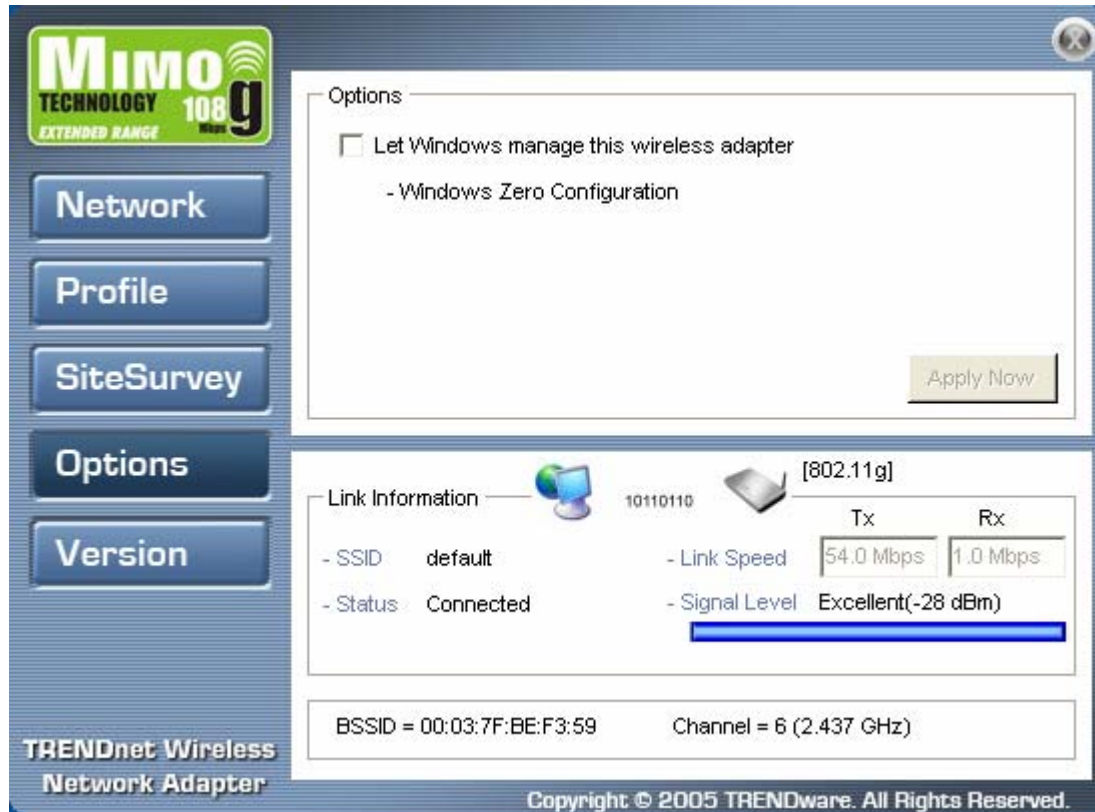 MIMO
TECHNOLOGY 108 Mbps g
EXTENDED RANGE
Network
Profile
SiteSurvey
Options
Version
TRENDnet Wireless
Network Adapter
Options
Let Windows manage this wireless adapter
- Windows Zero Configuration
Apply Now
[802.11g]
Link Information
10110110
Tx Rx
- SSID default - Link Speed 54.0 Mbps 1.0 Mbps
- Status Connected - Signal Level Excellent(-28 dBm)
BSSID = 00:03:7F:BE:F3:59 Channel = 6 (2.437 GHz)
Copyright © 2005 TRENDware. All Rights Reserved.